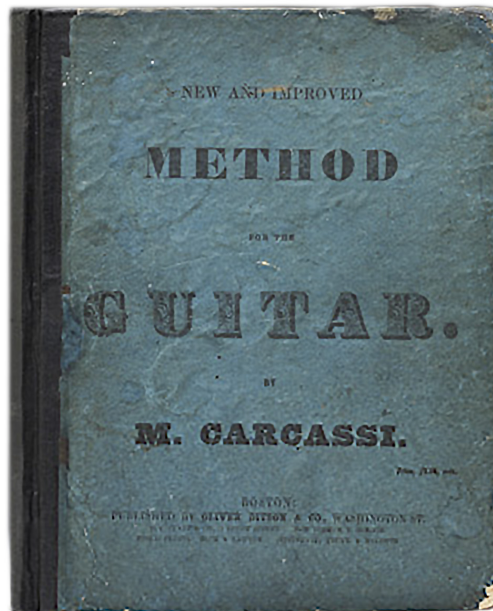 NEW AND IMPROVED
METHOD
FOR THE
GUITAR.
BY
M. CARCASSI.
BOSTON:
PUBLISHED BY OLIVER DITSON & CO, WASHINGTON ST.